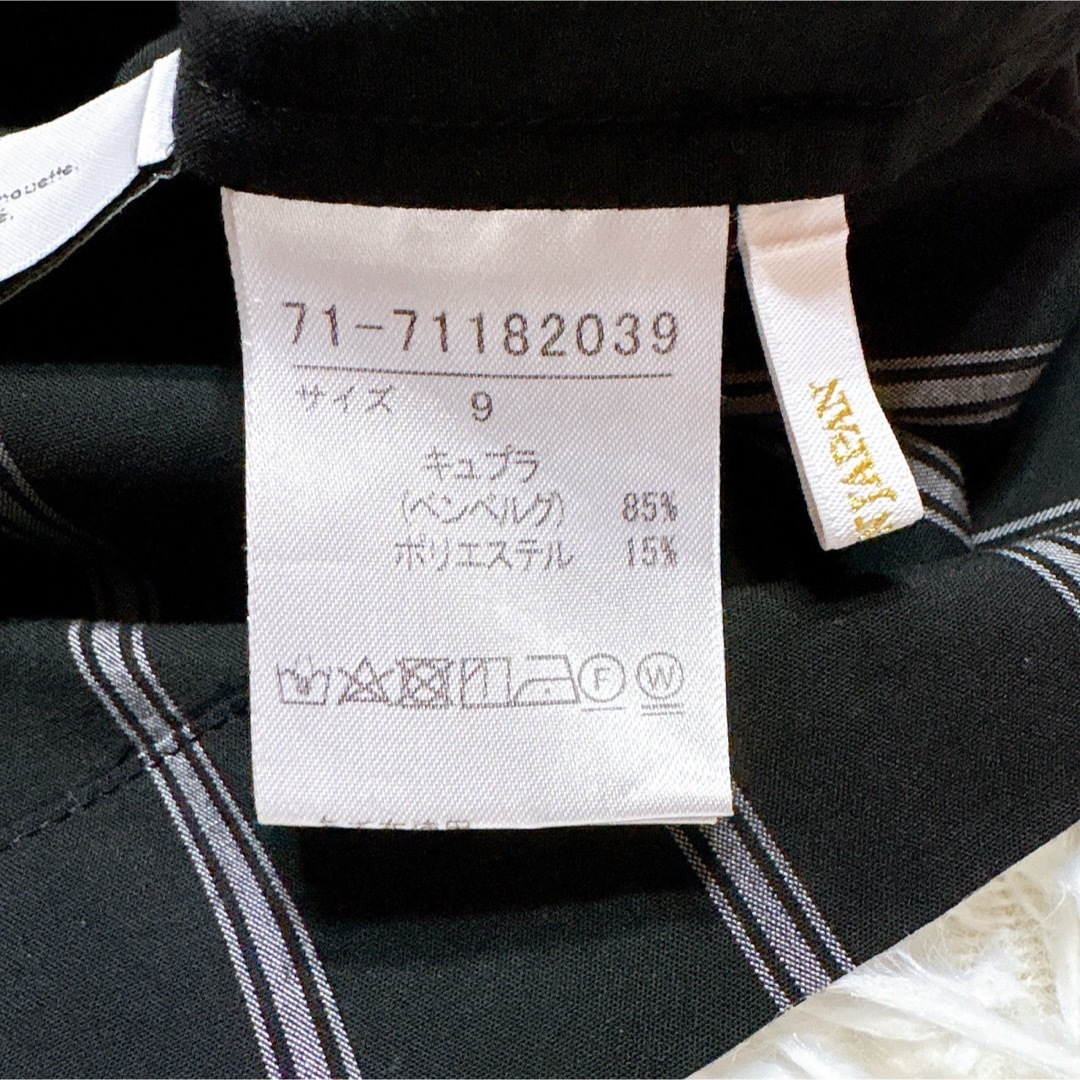 71-71182039
サイズ 9
キュプラ
(ベンベルグ) 85%
ポリエステル 15%
F W
JAPAN